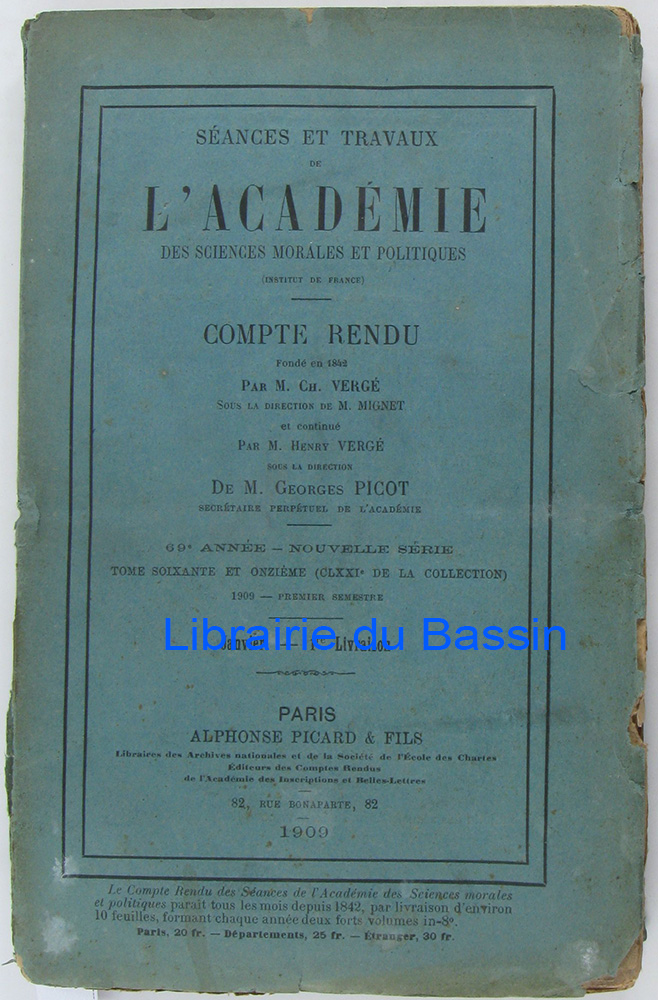 SÉANCES ET TRAVAUX
DE
L'ACADÉMIE
DES SCIENCES MORALES ET POLITIQUES
(INSTITUT DE FRANCE)
COMPTE RENDU
Fondé en 1842
PAR M. CH. VERGÉ
SOUS LA DIRECTION DE M. MIGNET
et continué
PAR M. HENRY VERGÉ
SOUS LA DIRECTION
DE M. GEORGES PICOT
SECRÉTAIRE PERPÉTUEL DE L'ACADÉMIE
69e ANNÉE — NOUVELLE SÉRIE
TOME SOIXANTE ET ONZIÈME (CLXXIe DE LA COLLECTION)
1909 — PREMIER SEMESTRE
Librairie du Bassin
Janvier — 1re Livraison
PARIS
ALPHONSE PICARD & FILS
Libraires des Archives nationales et de la Société de l'École des Chartes
Éditeurs des Comptes Rendus
de l'Académie des Inscriptions et Belles-Lettres
82, RUE BONAPARTE, 82
1909
Le Compte Rendu des Séances de l'Académie des Sciences morales
et politiques paraît tous les mois depuis 1842, par livraison d'environ
10 feuilles, formant chaque année deux forts volumes in-8º.
Paris, 20 fr. — Départements, 25 fr. — Étranger, 30 fr.